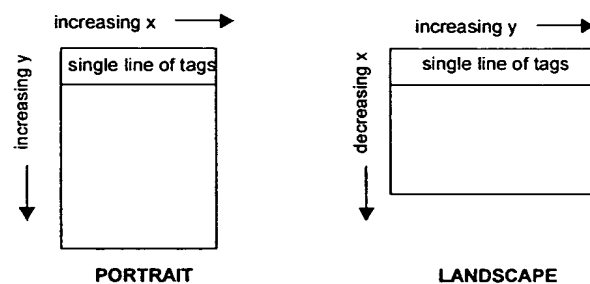 increasing x
increasing y
single line of tags
PORTRAIT
increasing y
decreasing x
single line of tags
LANDSCAPE